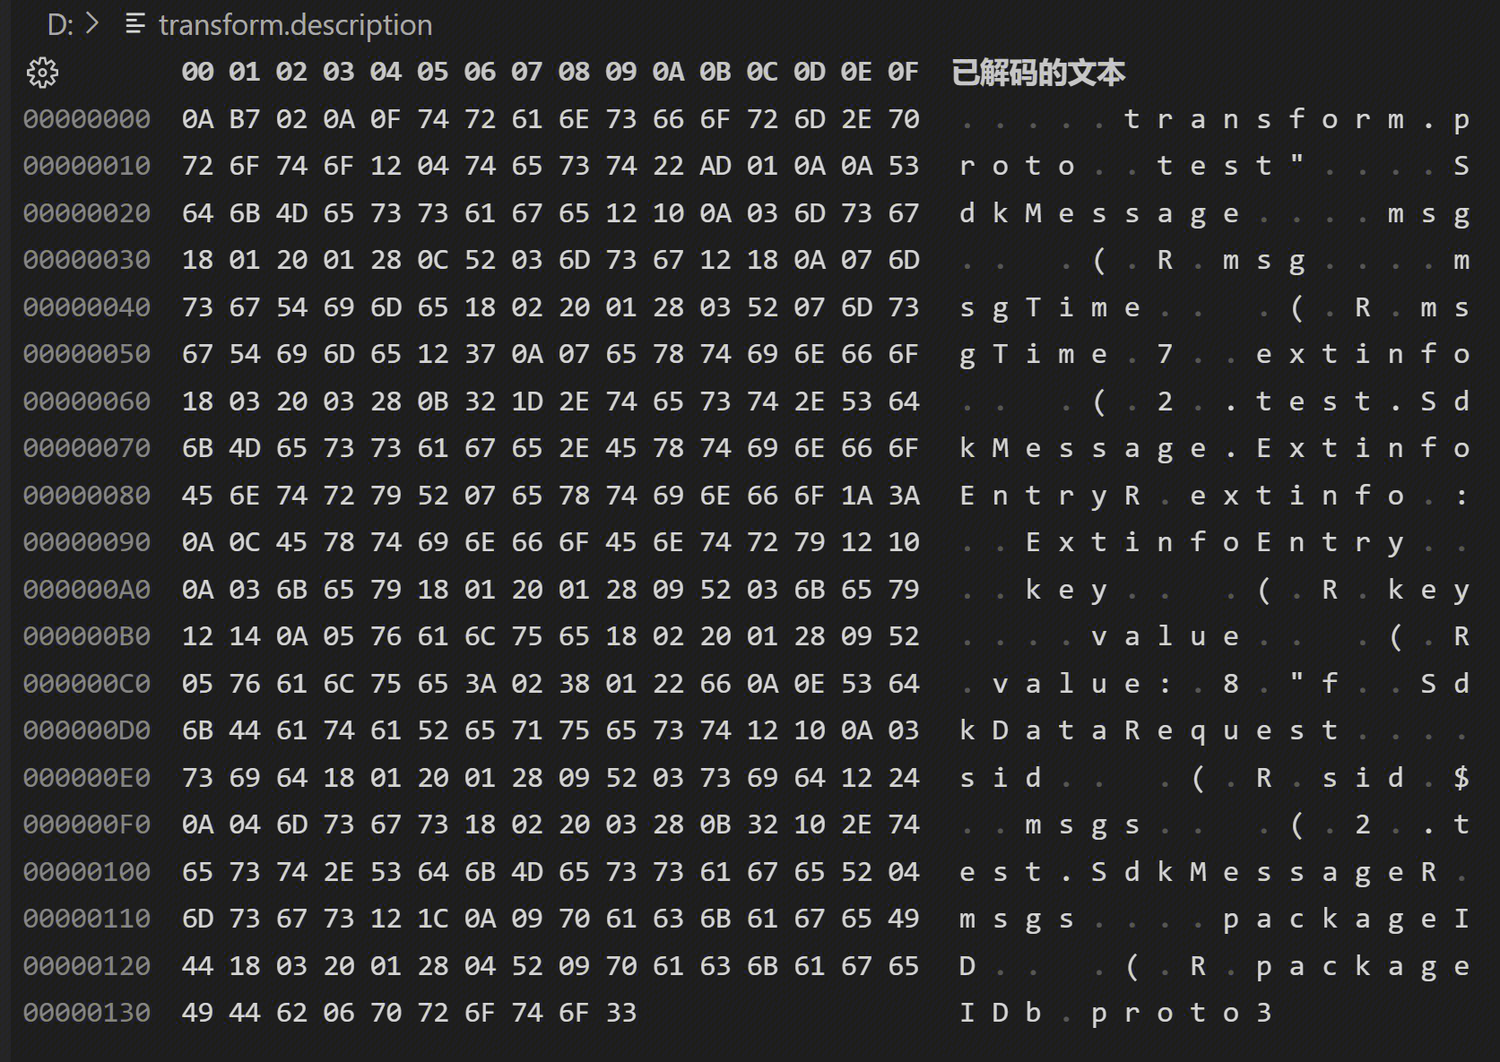 D: > transform.description
00 01 02 03 04 05 06 07 08 09 0A 0B 0C 0D 0E 0F 已解码的文本
00000000 0A B7 02 0A 0F 74 72 61 6E 73 66 6F 72 6D 2E 70 . . . . . t r a n s f o r m . p
00000010 72 6F 74 6F 12 04 74 65 73 74 22 AD 01 0A 0A 53 r o t o . . t e s t " . . . . S
00000020 64 6B 4D 65 73 73 61 67 65 12 10 0A 03 6D 73 67 d k M e s s a g e . . . . m s g
00000030 18 01 20 01 28 0C 52 03 6D 73 67 12 18 0A 07 6D . .   . ( . R . m s g . . . . m
00000040 73 67 54 69 6D 65 18 02 20 01 28 03 52 07 6D 73 s g T i m e . .   . ( . R . m s
00000050 67 54 69 6D 65 12 37 0A 07 65 78 74 69 6E 66 6F g T i m e . 7 . . e x t i n f o
00000060 18 03 20 03 28 0B 32 1D 2E 74 65 73 74 2E 53 64 . .   . ( . 2 . . t e s t . S d
00000070 6B 4D 65 73 73 61 67 65 2E 45 78 74 69 6E 66 6F k M e s s a g e . E x t i n f o
00000080 45 6E 74 72 79 52 07 65 78 74 69 6E 66 6F 1A 3A E n t r y R . e x t i n f o . :
00000090 0A 0C 45 78 74 69 6E 66 6F 45 6E 74 72 79 12 10 . . E x t i n f o E n t r y . .
000000A0 0A 03 6B 65 79 18 01 20 01 28 09 52 03 6B 65 79 . . k e y . .   . ( . R . k e y
000000B0 12 14 0A 05 76 61 6C 75 65 18 02 20 01 28 09 52 . . . . v a l u e . .   . ( . R
000000C0 05 76 61 6C 75 65 3A 02 38 01 22 66 0A 0E 53 64 . v a l u e : . 8 . " f . . S d
000000D0 6B 44 61 74 61 52 65 71 75 65 73 74 12 10 0A 03 k D a t a R e q u e s t . . . .
000000E0 73 69 64 18 01 20 01 28 09 52 03 73 69 64 12 24 s i d . .   . ( . R . s i d . $
000000F0 0A 04 6D 73 67 73 18 02 20 03 28 0B 32 10 2E 74 . . m s g s . .   . ( . 2 . . t
00000100 65 73 74 2E 53 64 6B 4D 65 73 73 61 67 65 52 04 e s t . S d k M e s s a g e R .
00000110 6D 73 67 73 12 1C 0A 09 70 61 63 6B 61 67 65 49 m s g s . . . . p a c k a g e I
00000120 44 18 03 20 01 28 04 52 09 70 61 63 6B 61 67 65 D . .   . ( . R . p a c k a g e
00000130 49 44 62 06 70 72 6F 74 6F 33 I D b . p r o t o 3